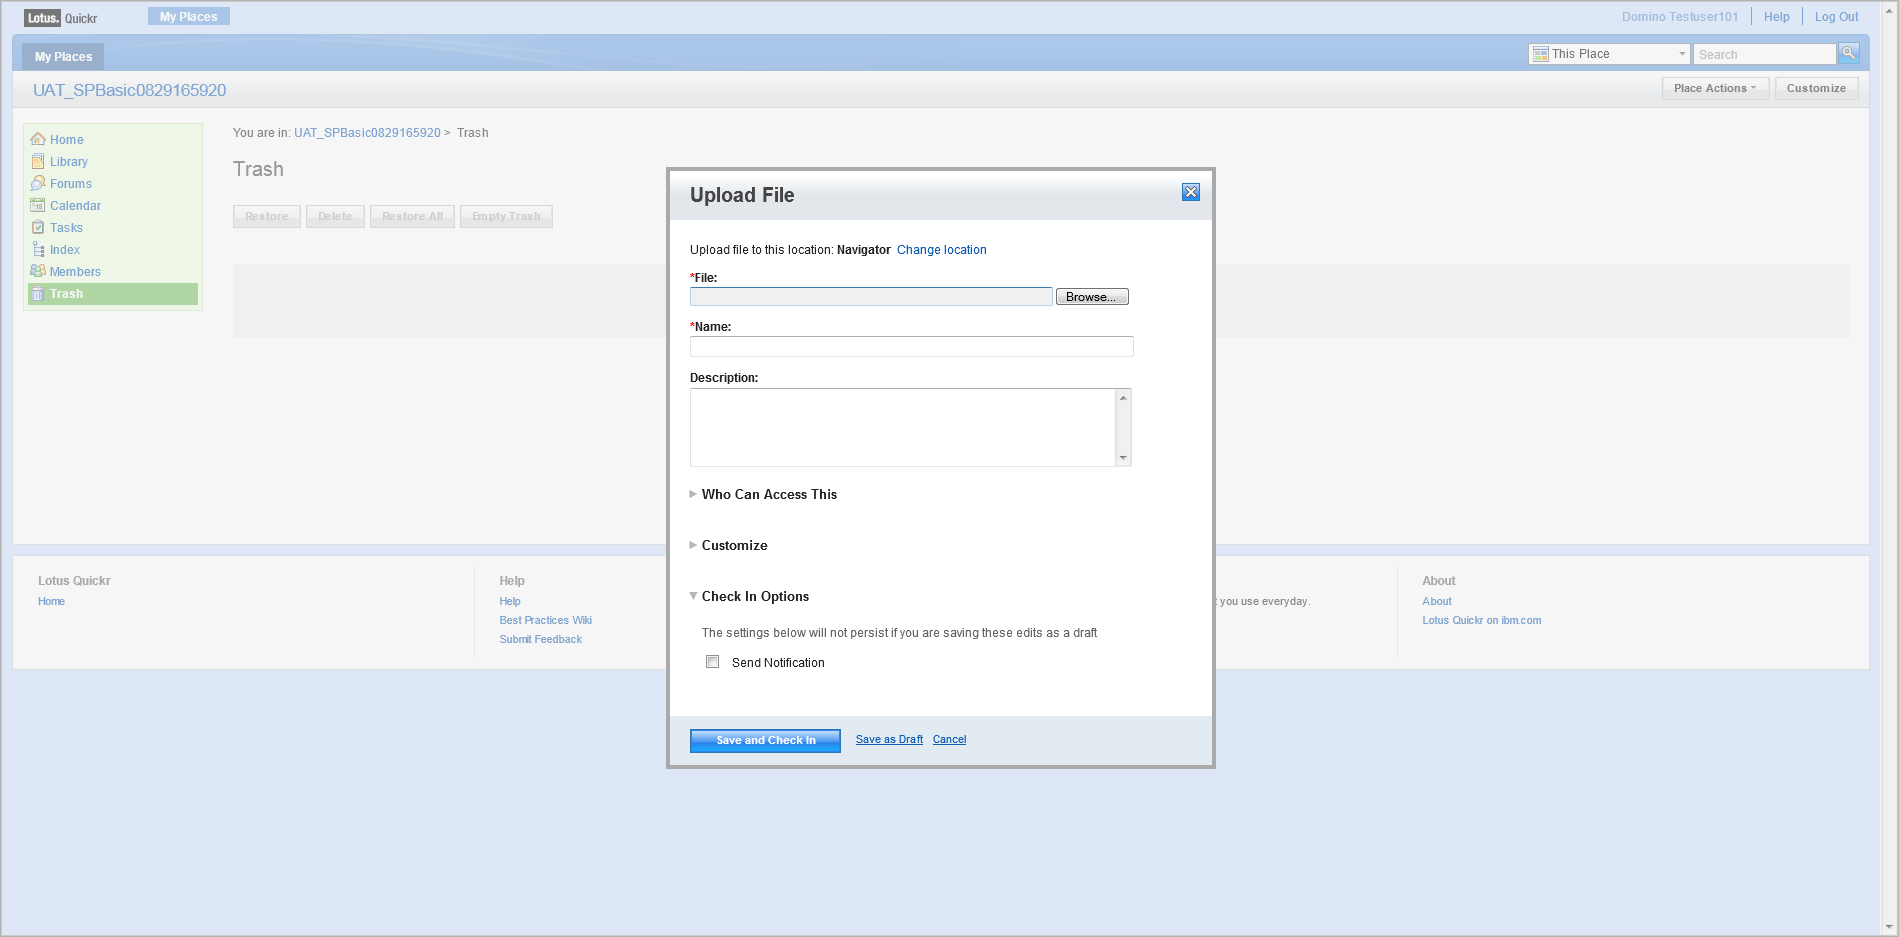 Lotus. Quickr
My Places
Domino Testuser101
Help
Log Out
My Places
This Place
Search
UAT_SPBasic0829165920
Place Actions
Customize
Home
Library
Forums
Calendar
Tasks
Index
Members
Trash
You are in: UAT_SPBasic0829165920 > Trash
Trash
Restore
Delete
Restore All
Empty Trash
Upload File
Upload file to this location: Navigator Change location
*File:
Browse...
*Name:
Description:
Who Can Access This
Customize
Check In Options
The settings below will not persist if you are saving these edits as a draft
Send Notification
Save and Check In
Save as Draft
Cancel
Lotus Quickr
Home
Help
Help
Best Practices Wiki
Submit Feedback
you use everyday.
About
About
Lotus Quickr on ibm.com